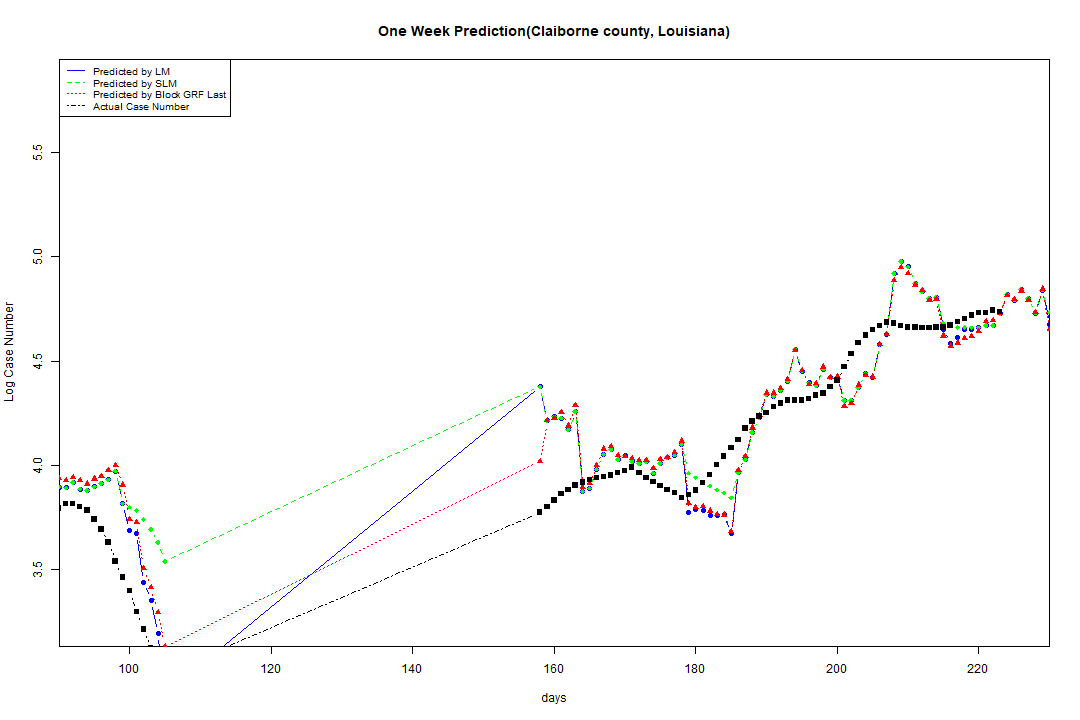 One Week Prediction(Claiborne county, Louisiana)
Predicted by LM
Predicted by SLM
Predicted by Block GRF Last
Actual Case Number
5.5
5.0
4.5
4.0
3.5
Log Case Number
100 120 140 160 180 200 220
days